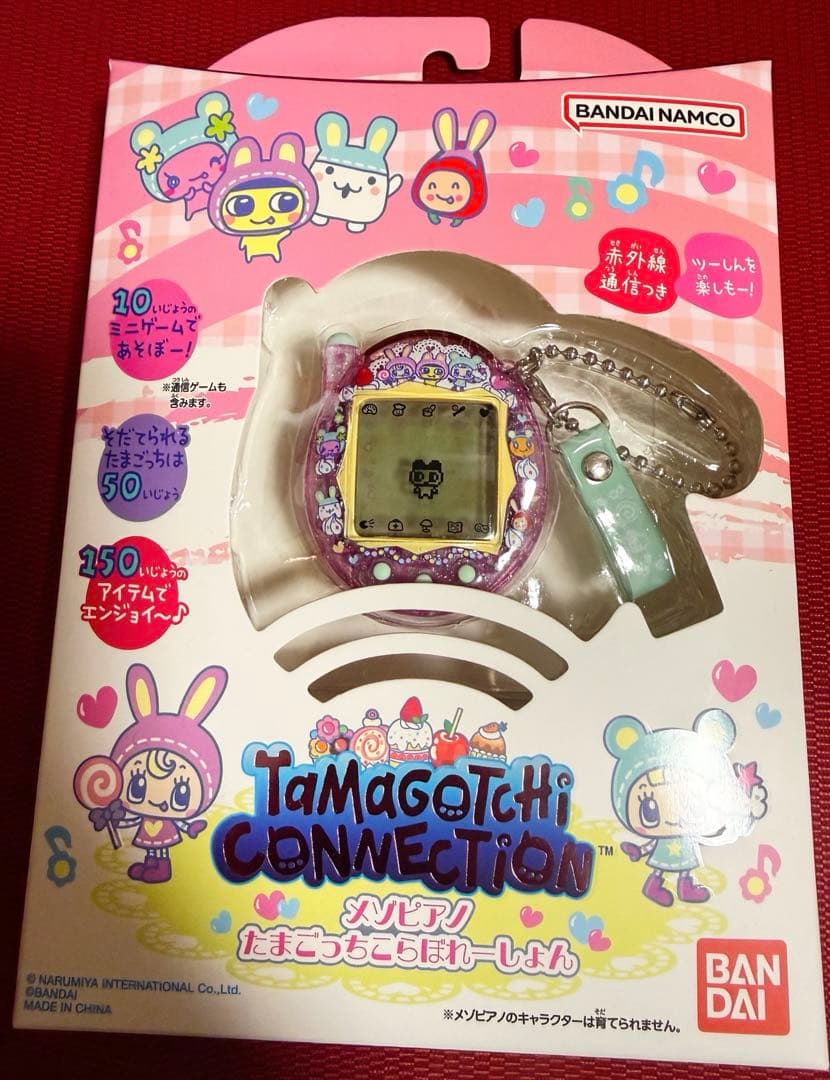 BANDAI NAMCO
赤外線
通信つき
ツーしんを
楽しもー!
10いじょうの
ミニゲームで
あそぼー!
※通信ゲームも
含みます。
そだてられる
たまごっちは
50いじょう
150いじょうの
アイテムで
エンジョイ〜♪
TAMAGOTCHI
CONNECTION™
メゾピアノ
たまごっちこらぼれーしょん
© NARUMIYA INTERNATIONAL Co.,Ltd.
©BANDAI
MADE IN CHINA
※メゾピアノのキャラクターは育てられません。
BAN
DAI